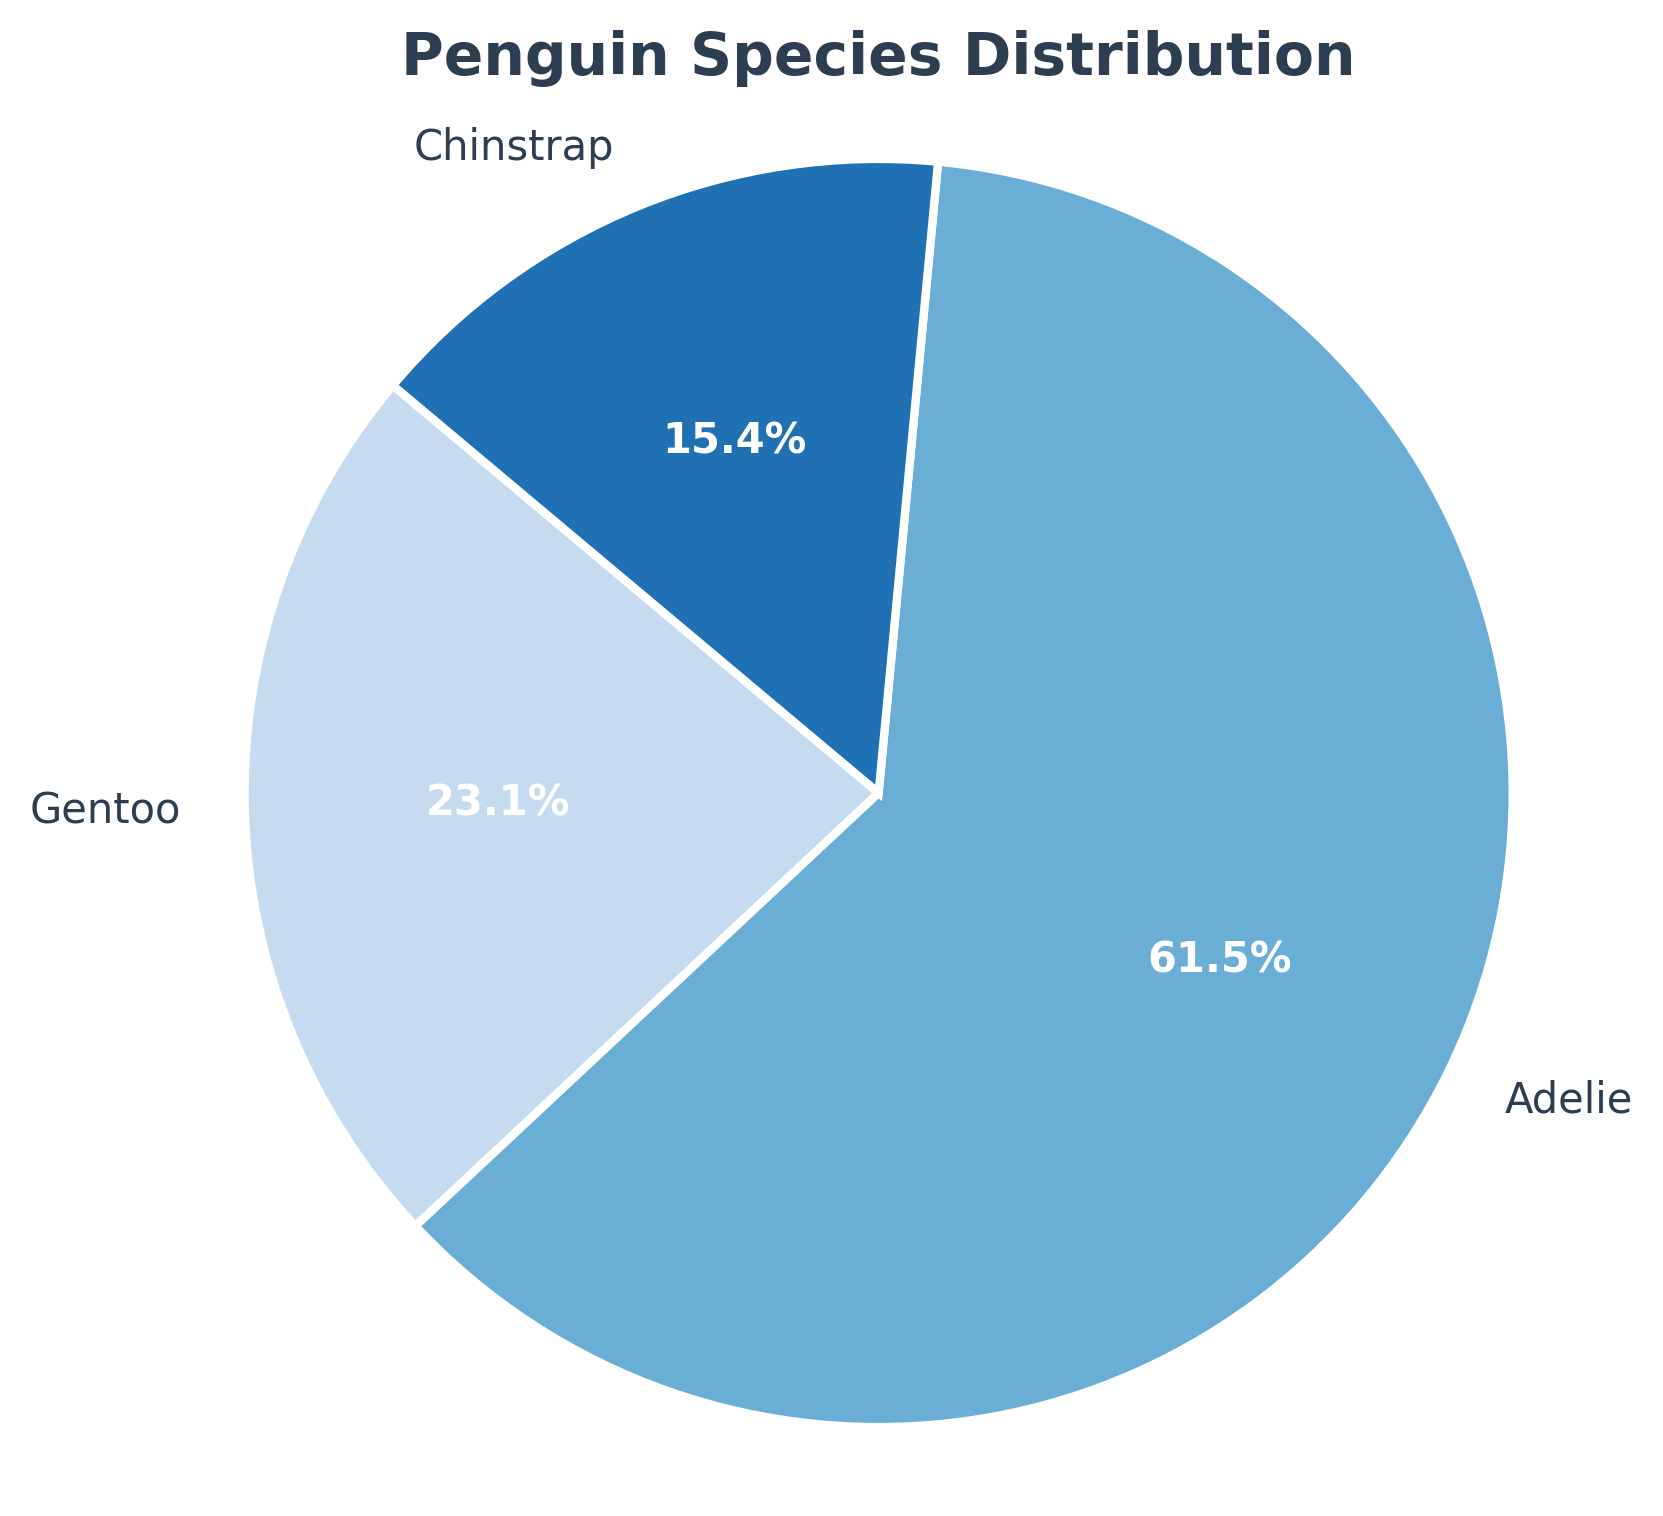 Penguin Species Distribution
Chinstrap
15.4%
Gentoo
23.1%
61.5%
Adelie